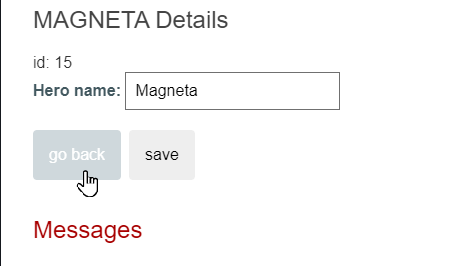 MAGNETA Details
id: 15
Hero name: Magneta
go back save
Messages